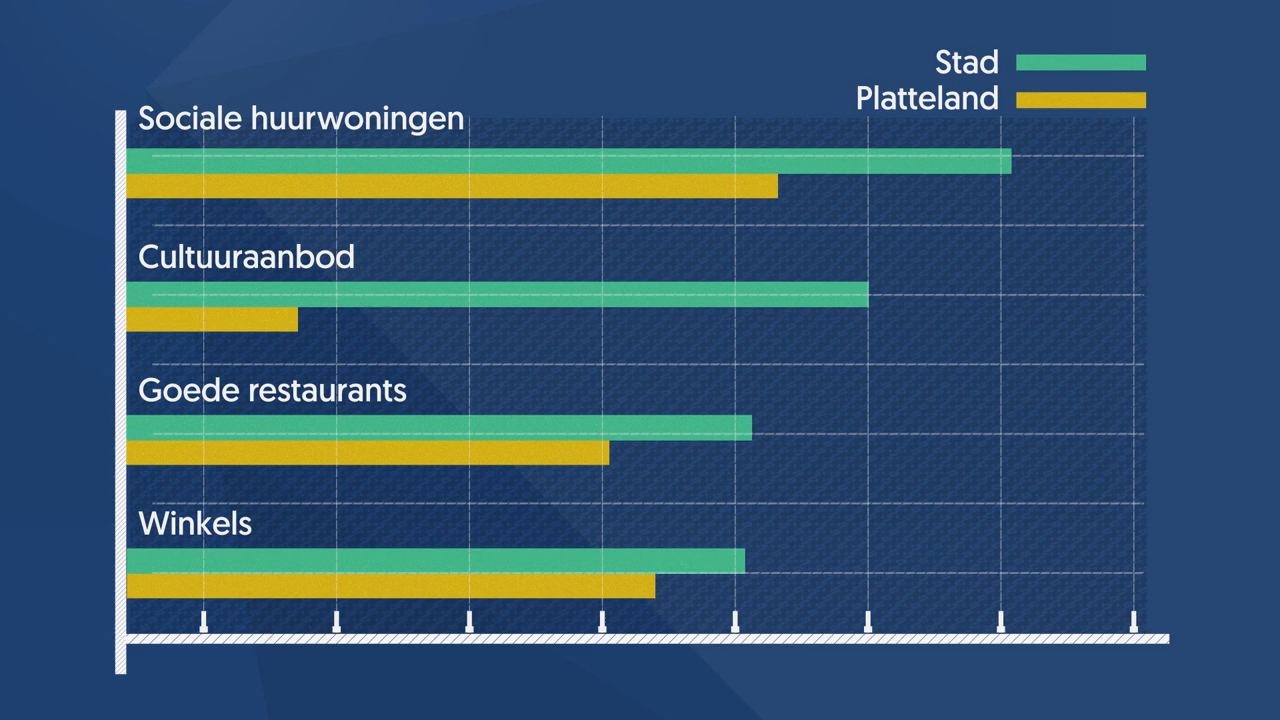 Stad
Platteland
Sociale huurwoningen
Cultuuraanbod
Goede restaurants
Winkels